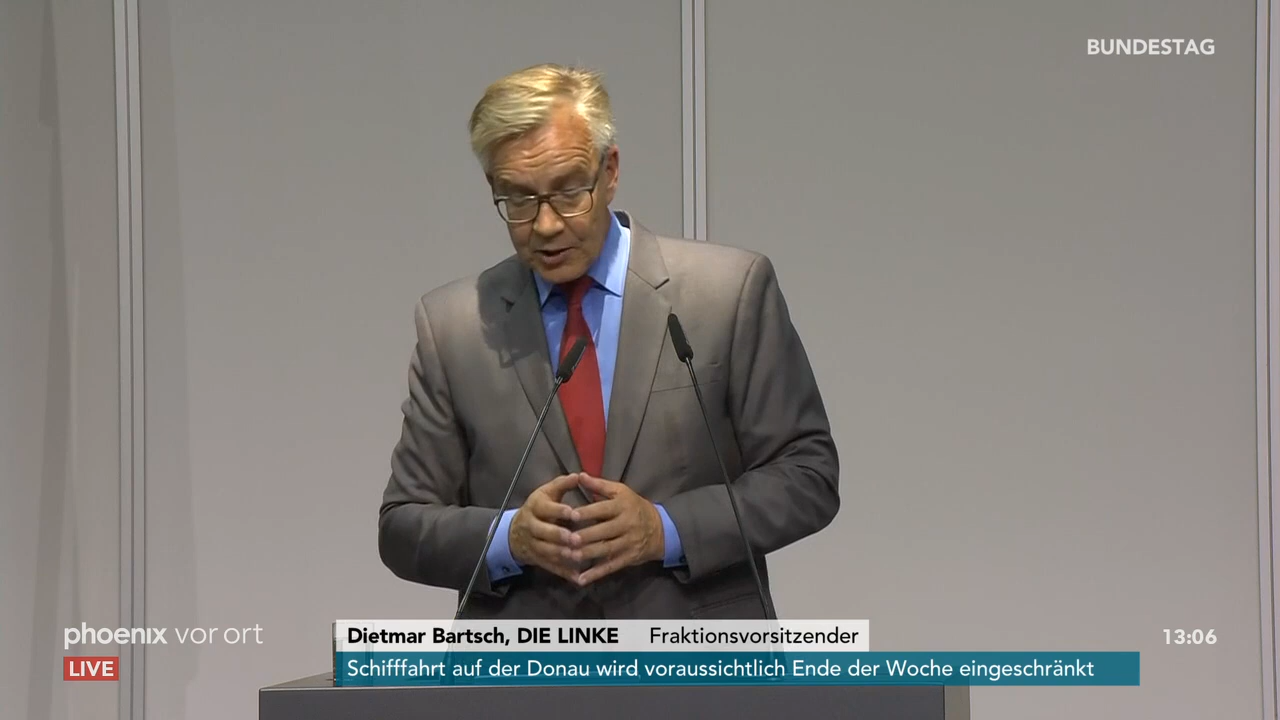 BUNDESTAG
phoenix vor ort
LIVE
Dietmar Bartsch, DIE LINKE Fraktionsvorsitzender
13:06
Schifffahrt auf der Donau wird voraussichtlich Ende der Woche eingeschränkt